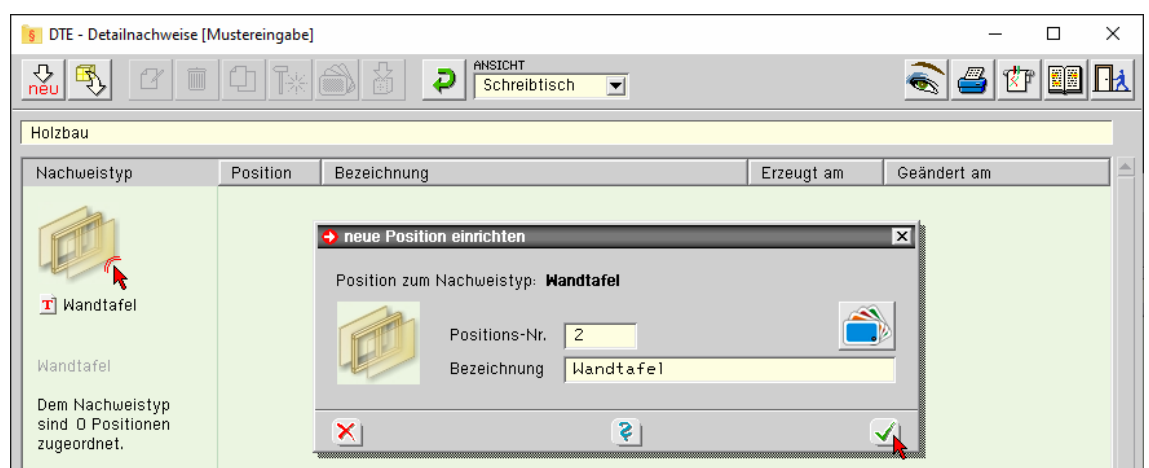 DTE - Detailnachweise [Mustereingabe]
neu
ANSICHT
Schreibtisch
Holzbau
Nachweistyp Position Bezeichnung Erzeugt am Geändert am
neue Position einrichten
Position zum Nachweistyp: Wandtafel
T Wandtafel
Positions-Nr. 2
Bezeichnung Wandtafel
Wandtafel
Dem Nachweistyp
sind 0 Positionen
zugeordnet.